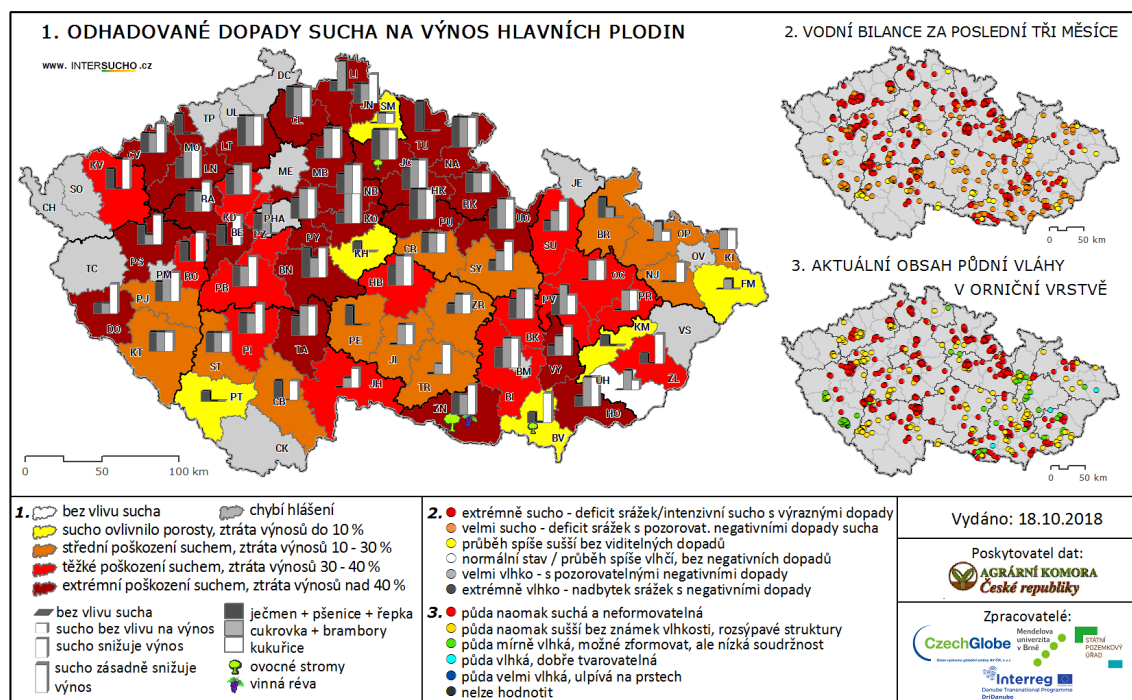 1. ODHADOVANÉ DOPADY SUCHA NA VÝNOS HLAVNÍCH PLODIN
www. INTERSUCHO .cz
DC
LI
UL
TP
CL
JN
SM
TU
MO
LT
CV
LN
KV
SO
CH
ME
MB
JC
NA
RA
KD
NB
HK
RK
JE
PHA
PZ
BE
KO
PU
UO
PY
TC
PS
RO
PM
BN
KH
CR
SU
BR
OP
OV
KI
PB
SY
PJ
HB
OC
NJ
FM
DO
ZR
PV
PR
KT
PI
TA
PE
KM
VS
ST
JI
BK
BM
VY
ZL
PT
CB
JH
TR
UH
ZN
BI
HO
BV
CK
0 50 100 km
2. VODNÍ BILANCE ZA POSLEDNÍ TŘI MĚSÍCE
0 50 km
3. AKTUÁLNÍ OBSAH PŮDNÍ VLÁHY
V ORNIČNÍ VRSTVĚ
0 50 km
1.
bez vlivu sucha
chybí hlášení
sucho ovlivnilo porosty, ztráta výnosů do 10 %
střední poškození suchem, ztráta výnosů 10 - 30 %
těžké poškození suchem, ztráta výnosů 30 - 40 %
extrémní poškození suchem, ztráta výnosů nad 40 %
bez vlivu sucha
sucho bez vlivu na výnos
sucho snižuje výnos
sucho zásadně snižuje
výnos
ječmen + pšenice + řepka
cukrovka + brambory
kukuřice
ovocné stromy
vinná réva
2.
extrémně sucho - deficit srážek/intenzivní sucho s výraznými dopady
velmi sucho - deficit srážek s pozorovat. negativními dopady sucha
průběh spíše sušší bez viditelných dopadů
normální stav / průběh spíše vlhčí, bez negativních dopadů
velmi vlhko - s pozorovatelnými negativními dopady
extrémně vlhko - nadbytek srážek s negativními dopady
3.
půda naomak suchá a neformovatelná
půda naomak sušší bez známek vlhkosti, rozsýpavé struktury
půda mírně vlhká, možné zformovat, ale nízká soudržnost
půda vlhká, dobře tvarovatelná
půda velmi vlhká, ulpívá na prstech
nelze hodnotit
Vydáno: 18.10.2018
Poskytovatel dat:
AGRÁRNÍ KOMORA
České republiky
Zpracovatelé:
CzechGlobe
Mendelova
univerzita
v Brně
STÁTNÍ
POZEMKOVÝ
ÚŘAD
Interreg
Danube Transnational Programme
DriDanube